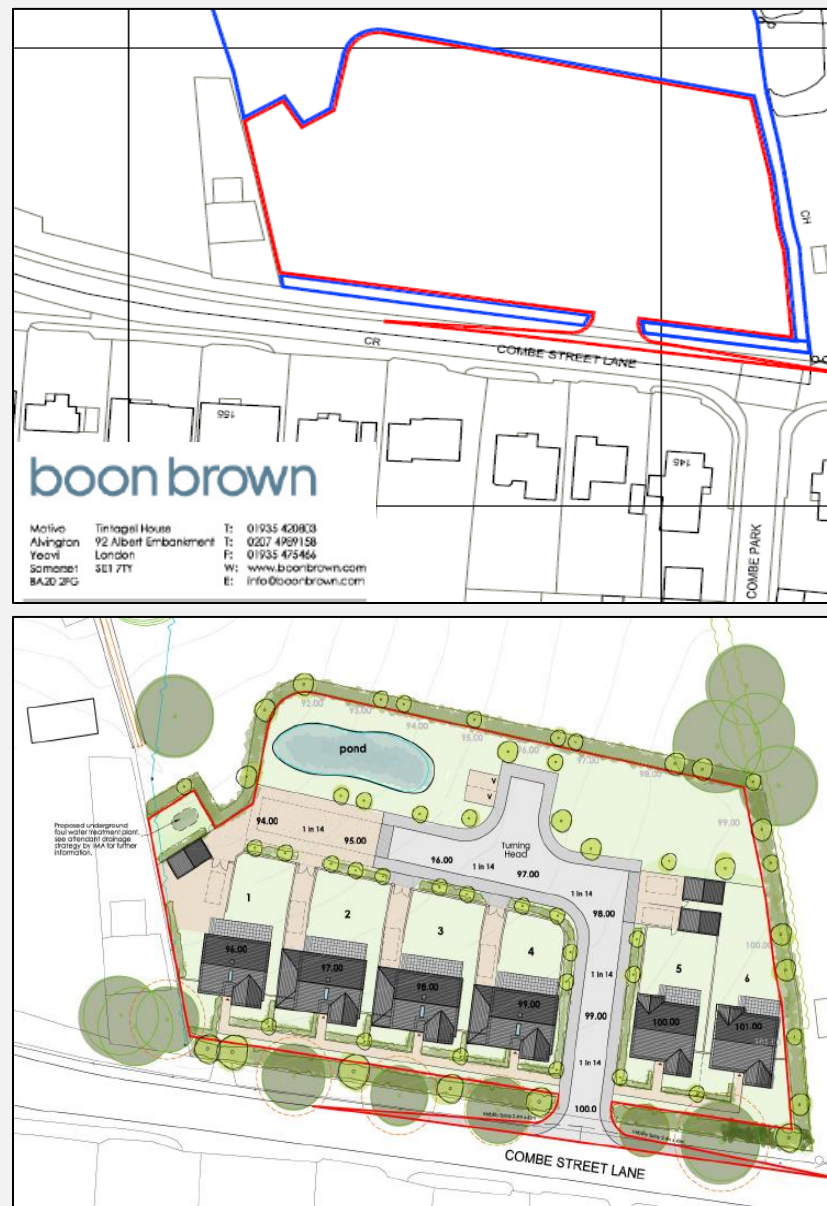 CH
CR
COMBE STREET LANE
155
145
COMBE PARK
boon brown
Motivo Tintagel House T: 01935 420803
Alvington 92 Albert Embankment T: 0207 4989158
Yeovil London F: 01935 475466
Somerset SE1 7TY W: www.boonbrown.com
BA20 2FG E: info@boonbrown.com
92.00
93.00
94.00
95.00
96.00
97.00
98.00
99.00
pond
V
V
Proposed underground
foul water treatment plant,
see attendant drainage
strategy by IMA for further
information.
94.00
1 in 14
95.00
Turning
Head
96.00
1 in 14
97.00
1 in 14
98.00
1
2
3
4
5
6
100.00
1 in 14
96.00
97.00
98.00
99.00
99.00
100.00
101.00
1 in 14
100.0
COMBE STREET LANE